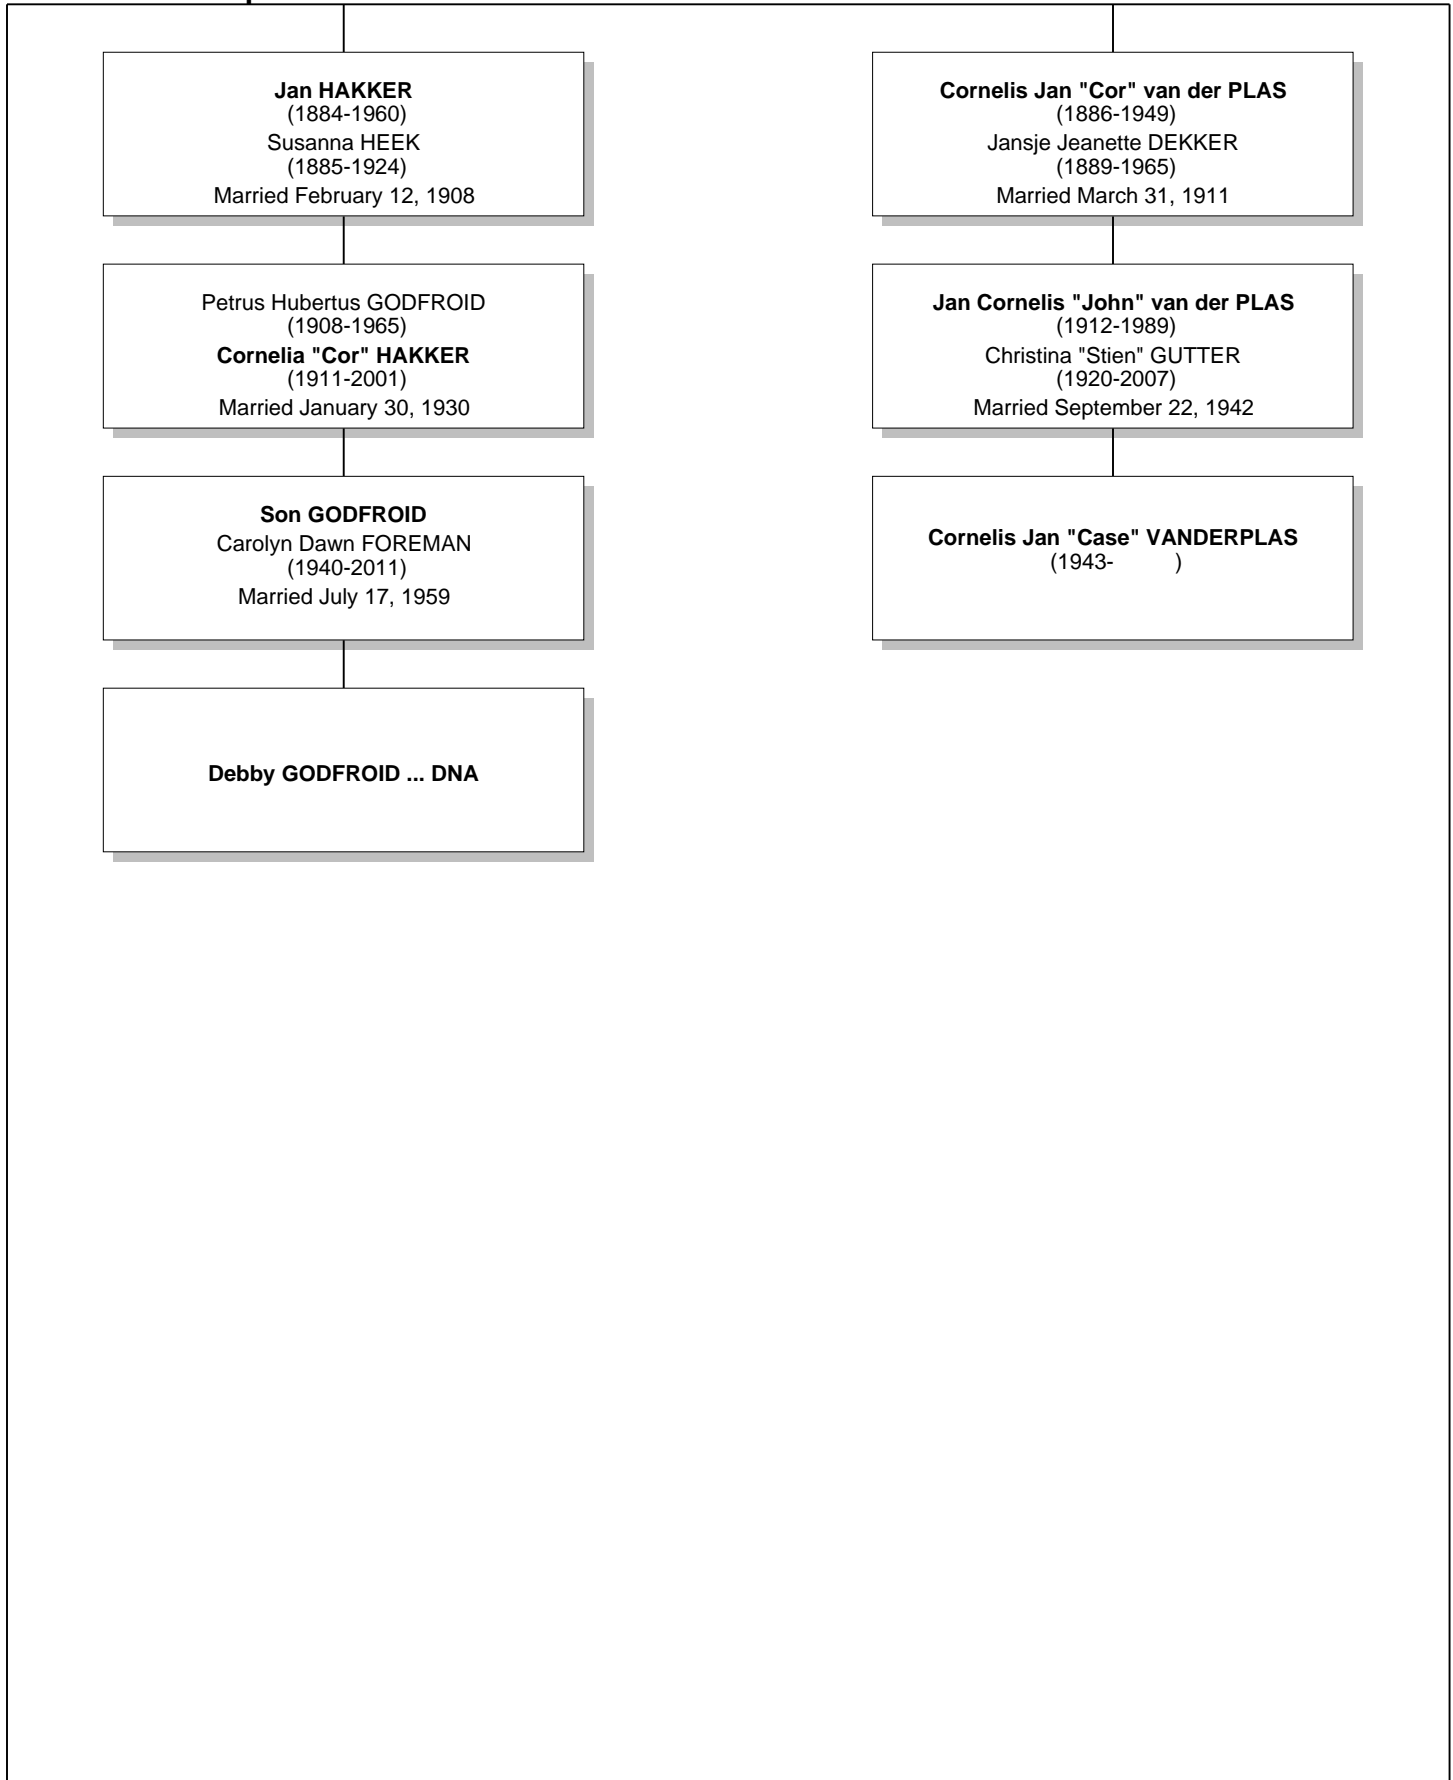 Jan HAKKER
(1884-1960)
Susanna HEEK
(1885-1924)
Married February 12, 1908
Petrus Hubertus GODFROID
(1908-1965)
Cornelia "Cor" HAKKER
(1911-2001)
Married January 30, 1930
Son GODFROID
Carolyn Dawn FOREMAN
(1940-2011)
Married July 17, 1959
Debby GODFROID ... DNA
Cornelis Jan "Cor" van der PLAS
(1886-1949)
Jansje Jeanette DEKKER
(1889-1965)
Married March 31, 1911
Jan Cornelis "John" van der PLAS
(1912-1989)
Christina "Stien" GUTTER
(1920-2007)
Married September 22, 1942
Cornelis Jan "Case" VANDERPLAS
(1943- )